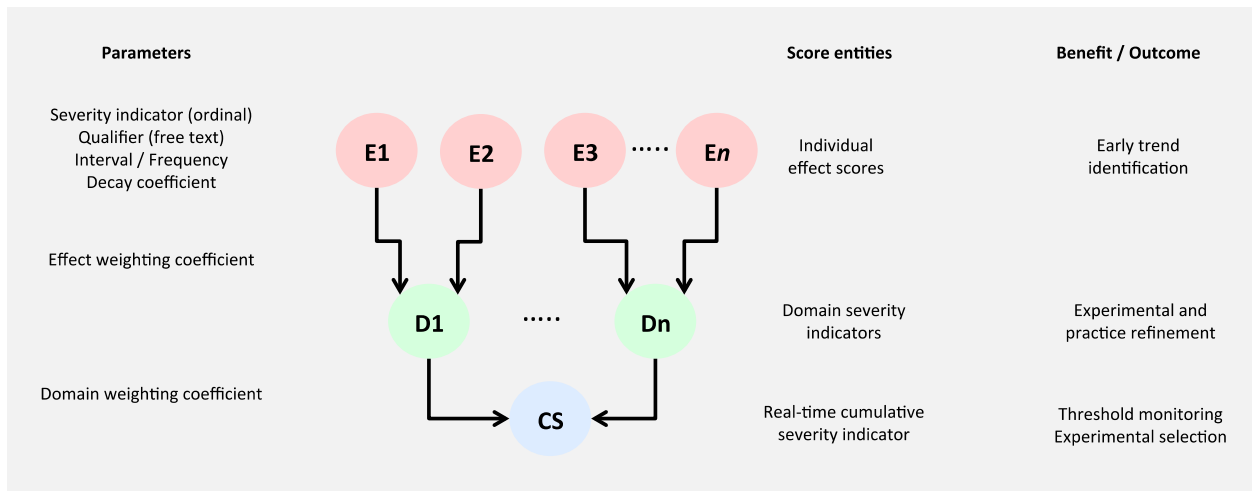 Parameters
Score entities
Benefit / Outcome
Severity indicator (ordinal)
Qualifier (free text)
Interval / Frequency
Decay coefficient
E1
E2
E3
.....
En
Individual
effect scores
Early trend
identification
Effect weighting coefficient
D1
.....
Dn
Domain severity
indicators
Experimental and
practice refinement
Domain weighting coefficient
CS
Real-time cumulative
severity indicator
Threshold monitoring
Experimental selection